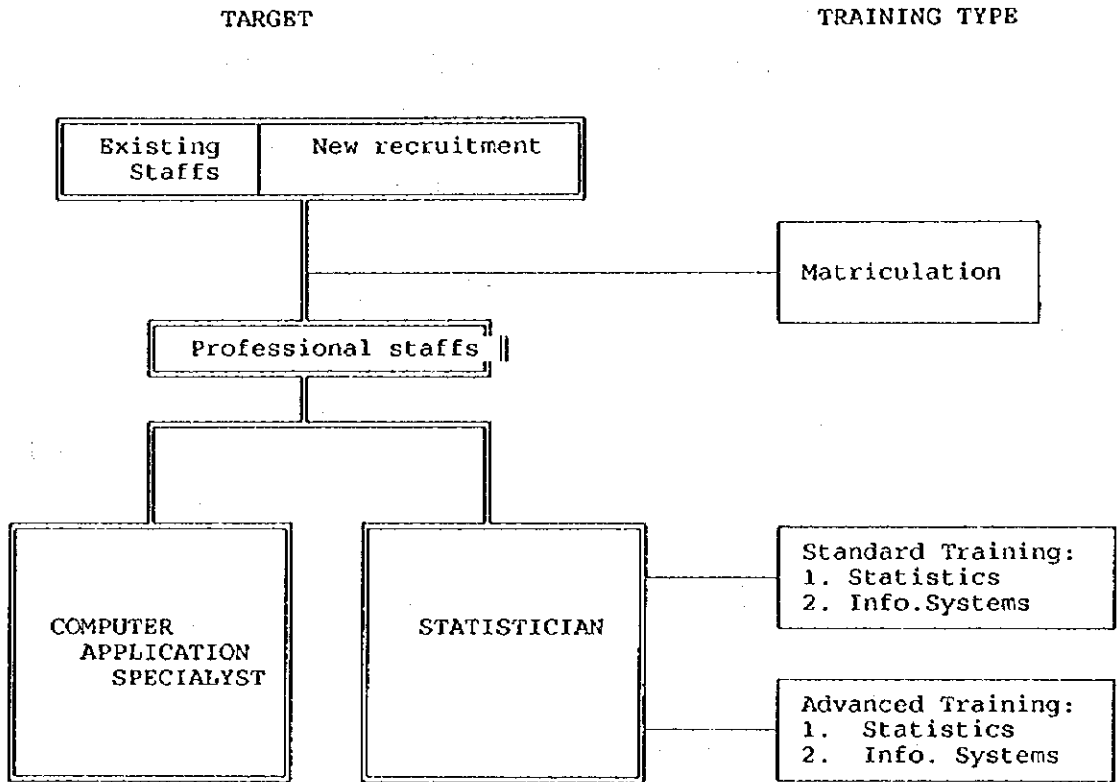 TARGET
TRAINING TYPE
Existing
Staffs
New recruitment
Matriculation
Professional staffs
COMPUTER
APPLICATION
SPECIALYST
STATISTICIAN
Standard Training:
1. Statistics
2. Info.Systems
Advanced Training:
1. Statistics
2. Info. Systems